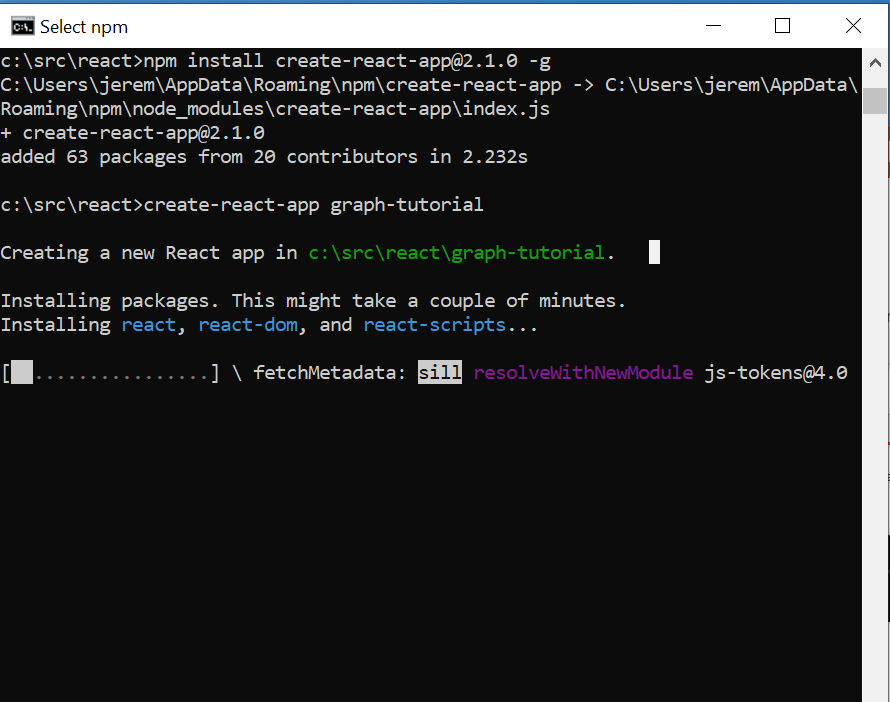 Select npm
c:\src\react>npm install create-react-app@2.1.0 -g
C:\Users\jerem\AppData\Roaming\npm\create-react-app -> C:\Users\jerem\AppData\
Roaming\npm\node_modules\create-react-app\index.js
+ create-react-app@2.1.0
added 63 packages from 20 contributors in 2.232s
c:\src\react>create-react-app graph-tutorial
Creating a new React app in c:\src\react\graph-tutorial.
Installing packages. This might take a couple of minutes.
Installing react, react-dom, and react-scripts...
[  ................] \ fetchMetadata: sill resolveWithNewModule js-tokens@4.0